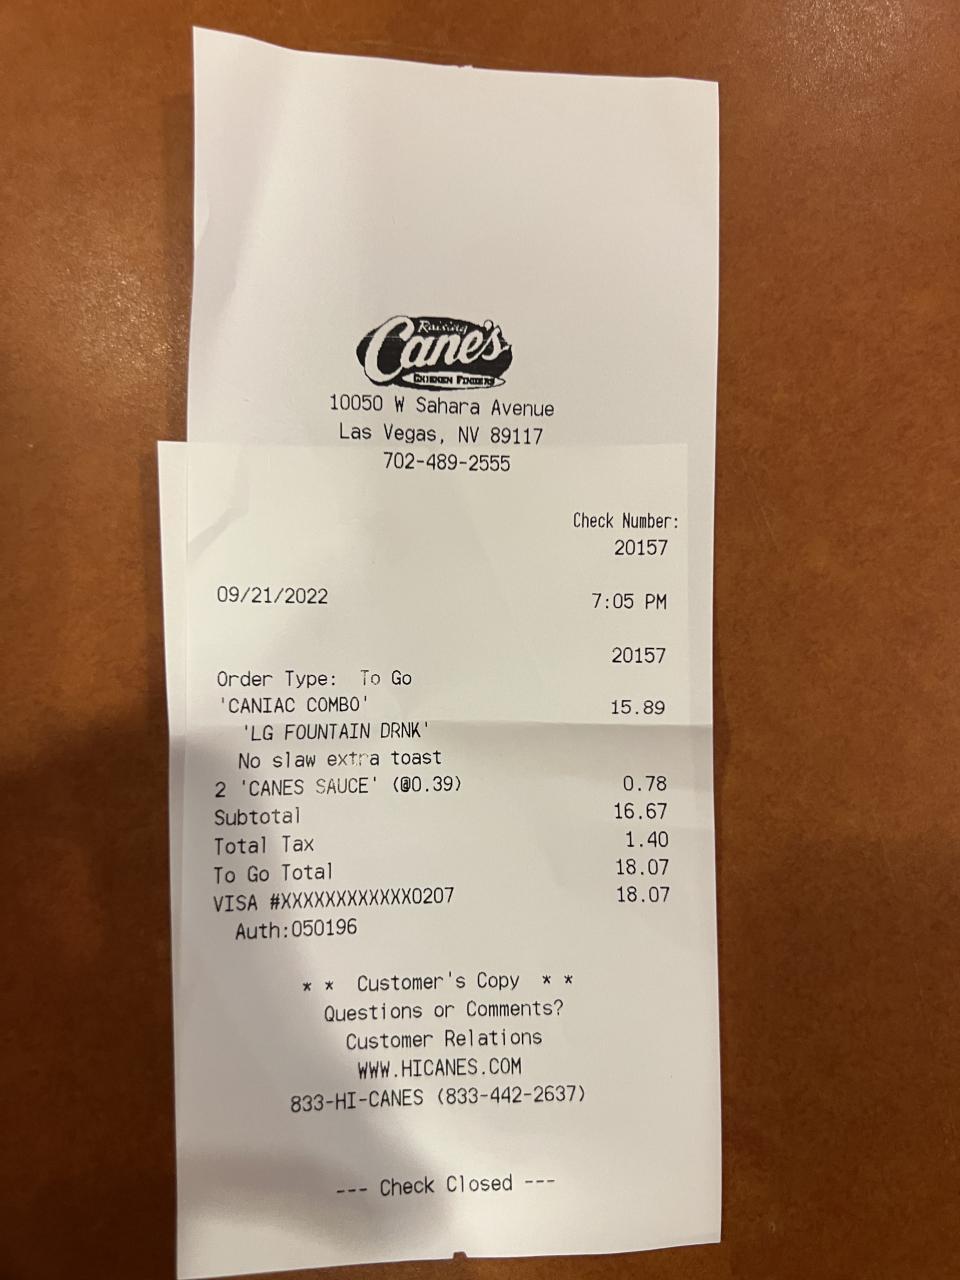 Raising
Cane's
CHICKEN FINGERS
10050 W Sahara Avenue
Las Vegas, NV 89117
702-489-2555
Check Number:
20157
09/21/2022 7:05 PM
20157
Order Type: To Go
'CANIAC COMBO' 15.89
'LG FOUNTAIN DRNK'
No slaw extra toast
2 'CANES SAUCE' (@0.39) 0.78
Subtotal 16.67
Total Tax 1.40
To Go Total 18.07
VISA #XXXXXXXXXXXX0207 18.07
Auth:050196
* * Customer's Copy * *
Questions or Comments?
Customer Relations
WWW.HICANES.COM
833-HI-CANES (833-442-2637)
--- Check Closed ---